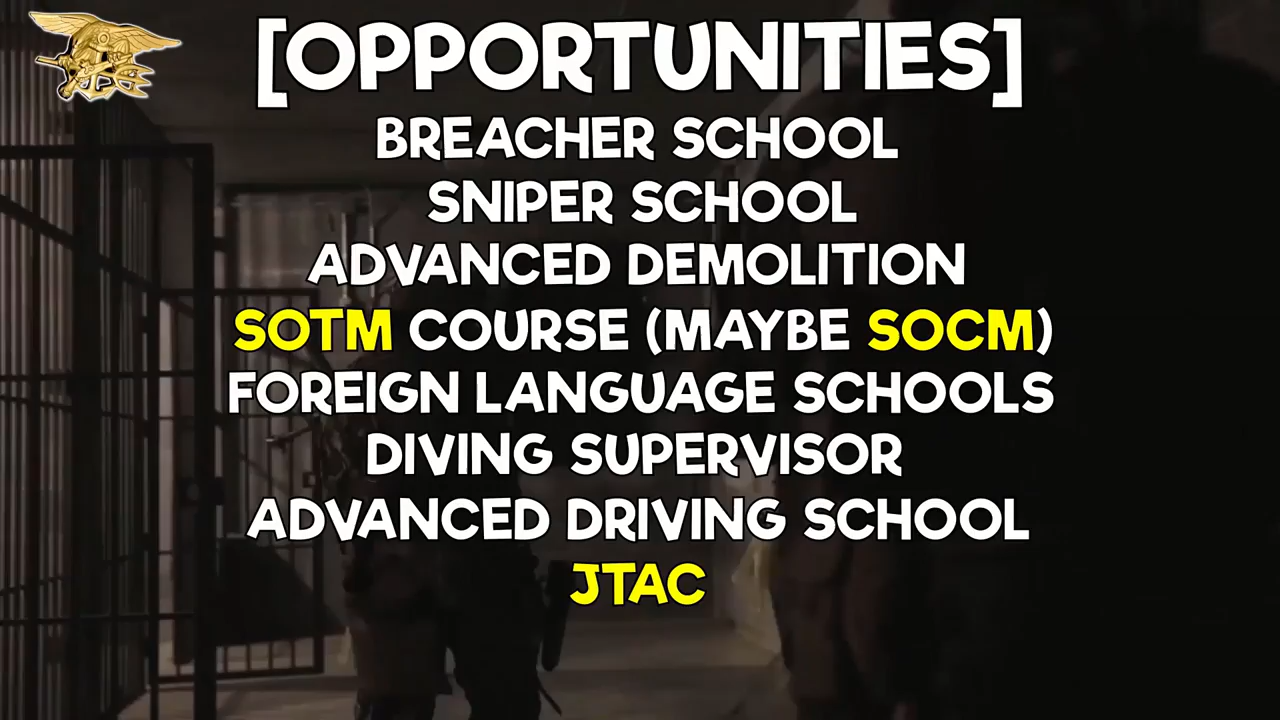 [OPPORTUNITIES]
BREACHER SCHOOL
SNIPER SCHOOL
ADVANCED DEMOLITION
SOTM COURSE (MAYBE SOCM)
FOREIGN LANGUAGE SCHOOLS
DIVING SUPERVISOR
ADVANCED DRIVING SCHOOL
JTAC